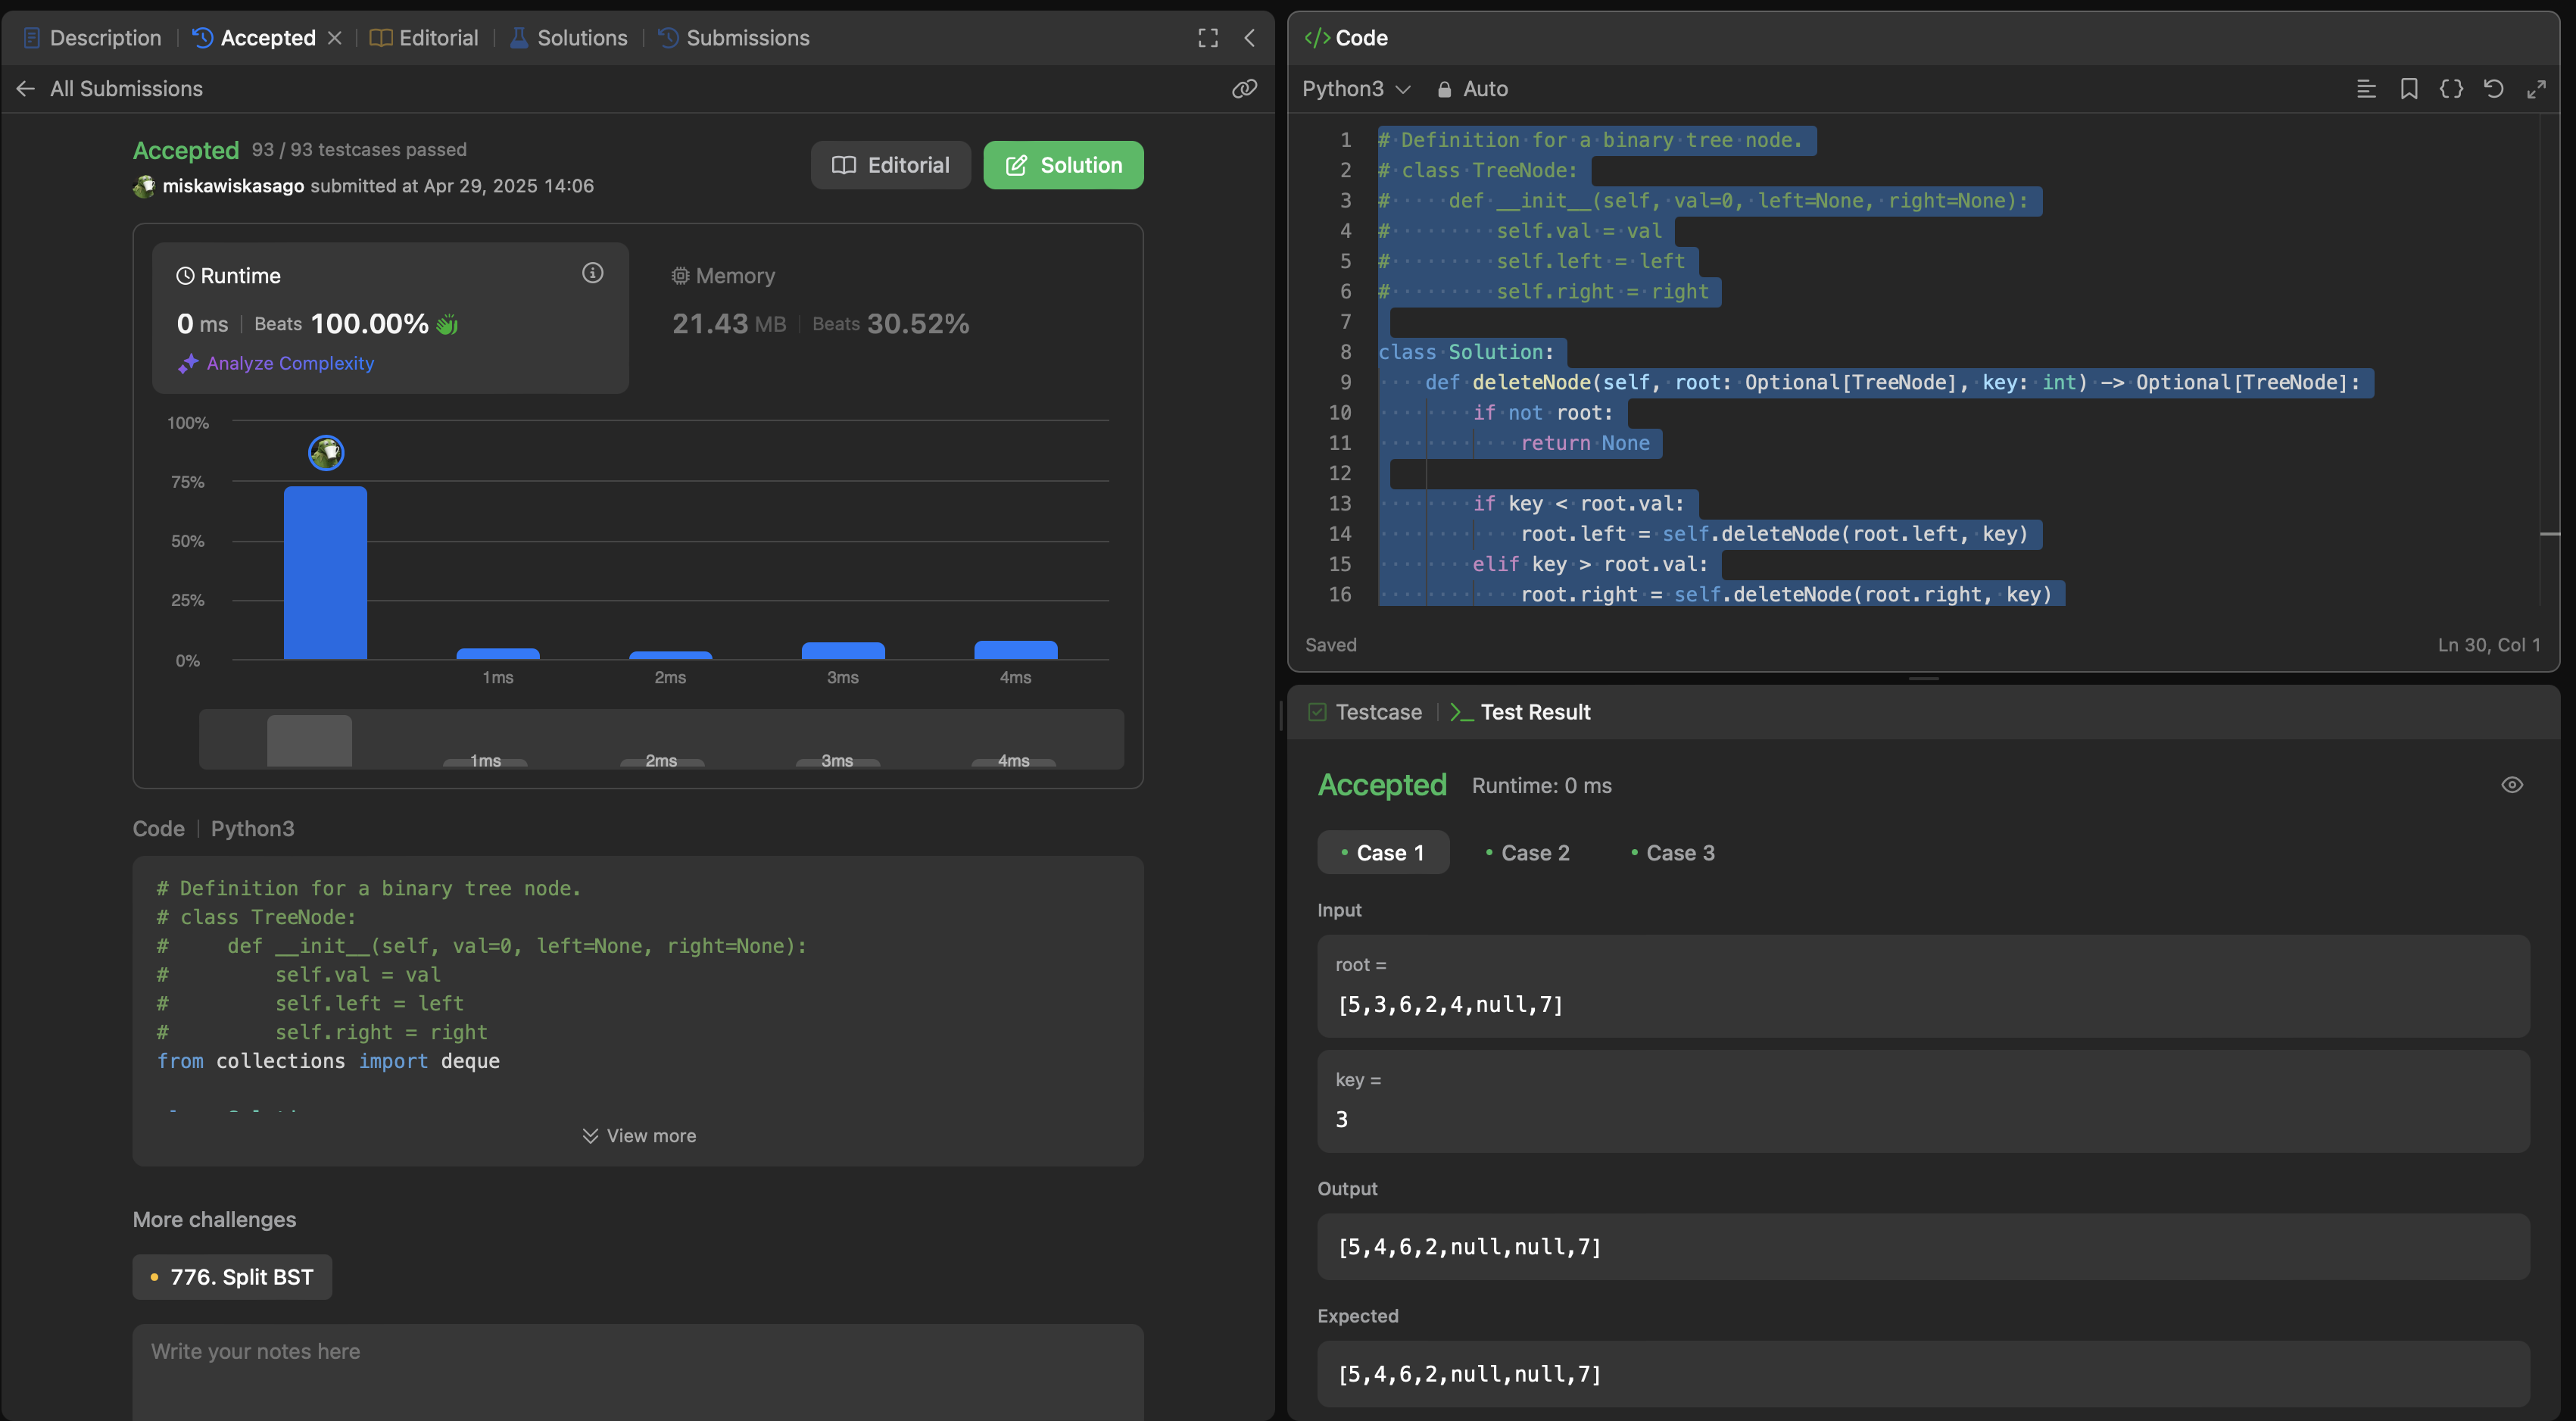 Description
Accepted
Editorial
Solutions
Submissions
All Submissions
Accepted 93 / 93 testcases passed
miskawiskasago submitted at Apr 29, 2025 14:06
Editorial
Solution
Runtime
0 ms Beats 100.00%
Analyze Complexity
Memory
21.43 MB Beats 30.52%
100%
75%
50%
25%
0%
1ms 2ms 3ms 4ms
1ms 2ms 3ms 4ms
Code Python3
# Definition for a binary tree node.
# class TreeNode:
#     def __init__(self, val=0, left=None, right=None):
#         self.val = val
#         self.left = left
#         self.right = right
from collections import deque
View more
More challenges
776. Split BST
Write your notes here
</> Code
Python3 Auto
1 # Definition for a binary tree node.
2 # class TreeNode:
3 #     def __init__(self, val=0, left=None, right=None):
4 #         self.val = val
5 #         self.left = left
6 #         self.right = right
7
8 class Solution:
9     def deleteNode(self, root: Optional[TreeNode], key: int) -> Optional[TreeNode]:
10         if not root:
11             return None
12
13         if key < root.val:
14             root.left = self.deleteNode(root.left, key)
15         elif key > root.val:
16             root.right = self.deleteNode(root.right, key)
Saved
Ln 30, Col 1
Testcase
>_ Test Result
Accepted Runtime: 0 ms
Case 1
Case 2
Case 3
Input
root =
[5,3,6,2,4,null,7]
key =
3
Output
[5,4,6,2,null,null,7]
Expected
[5,4,6,2,null,null,7]